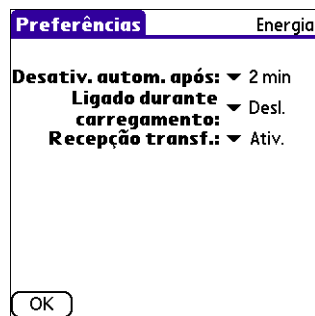 Preferências Energia
Desativ. autom. após: 2 min
Ligado durante
carregamento: Desl.
Recepção transf.: Ativ.
OK